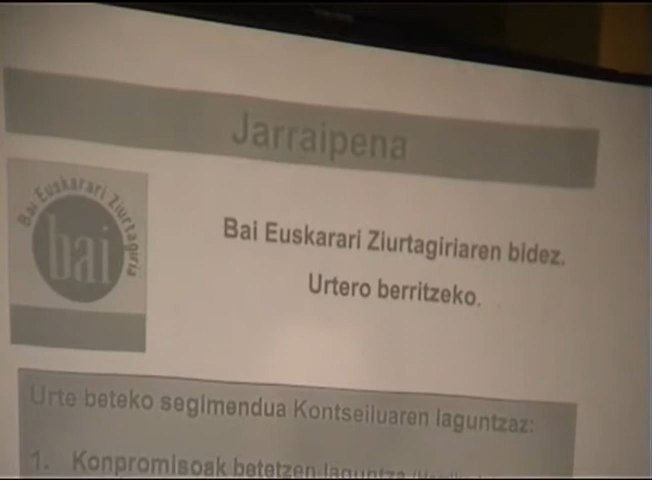 Jarraipena
Bai Euskarari Ziurtagiria
bai
Bai Euskarari Ziurtagiriaren bidez.
Urtero berritzeko.
Urte beteko segimendua Kontseiluaren laguntzaz:
1. Konpromisoak betetzen laguntza